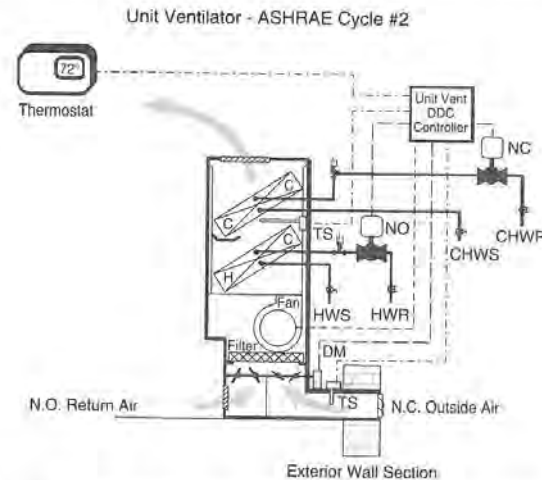 Unit Ventilator - ASHRAE Cycle #2
72°
Thermostat
Unit Vent
DDC
Controller
NC
C
C
TS
NO
CHWR
CHWS
C
H
HWS
HWR
Fan
Filter
DM
TS
N.O. Return Air
N.C. Outside Air
Exterior Wall Section